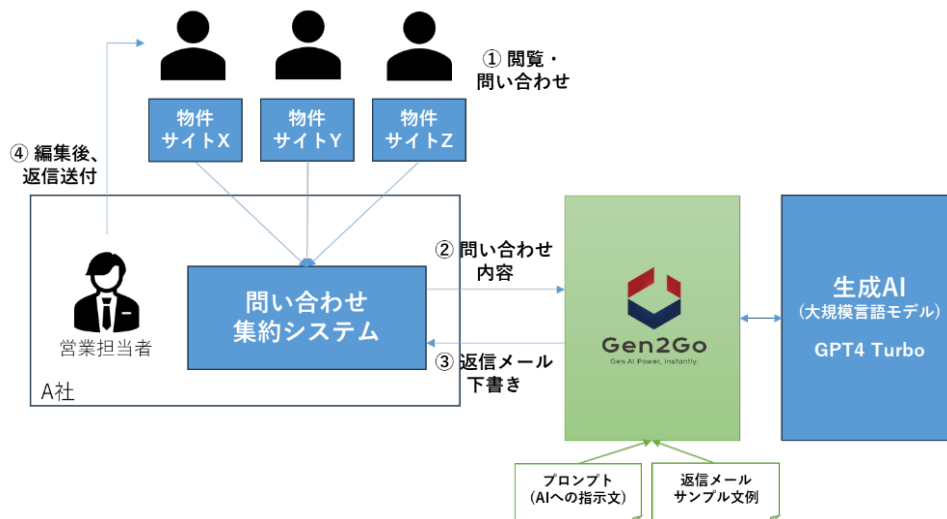 ① 閲覧・
問い合わせ
物件
サイトX
物件
サイトY
物件
サイトZ
④ 編集後、
返信送付
② 問い合わせ
内容
問い合わせ
集約システム
営業担当者
A社
③ 返信メール
下書き
Gen2Go
Gen AI Power, Instantly.
生成AI
(大規模言語モデル)
GPT4 Turbo
プロンプト
(AIへの指示文)
返信メール
サンプル文例